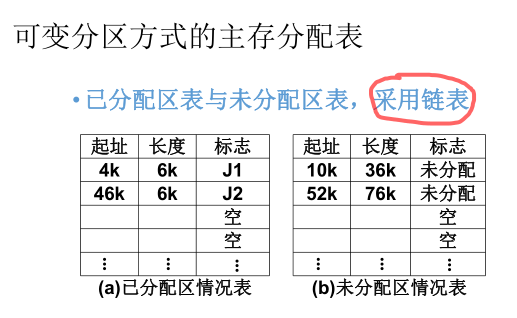 可变分区方式的主存分配表
•已分配区表与未分配区表，采用链表
起址 长度 标志
4k 6k J1
46k 6k J2
空
空
⋮ ⋮ ⋮
(a)已分配区情况表
起址 长度 标志
10k 36k 未分配
52k 76k 未分配
空
空
⋮ ⋮ ⋮
(b)未分配区情况表